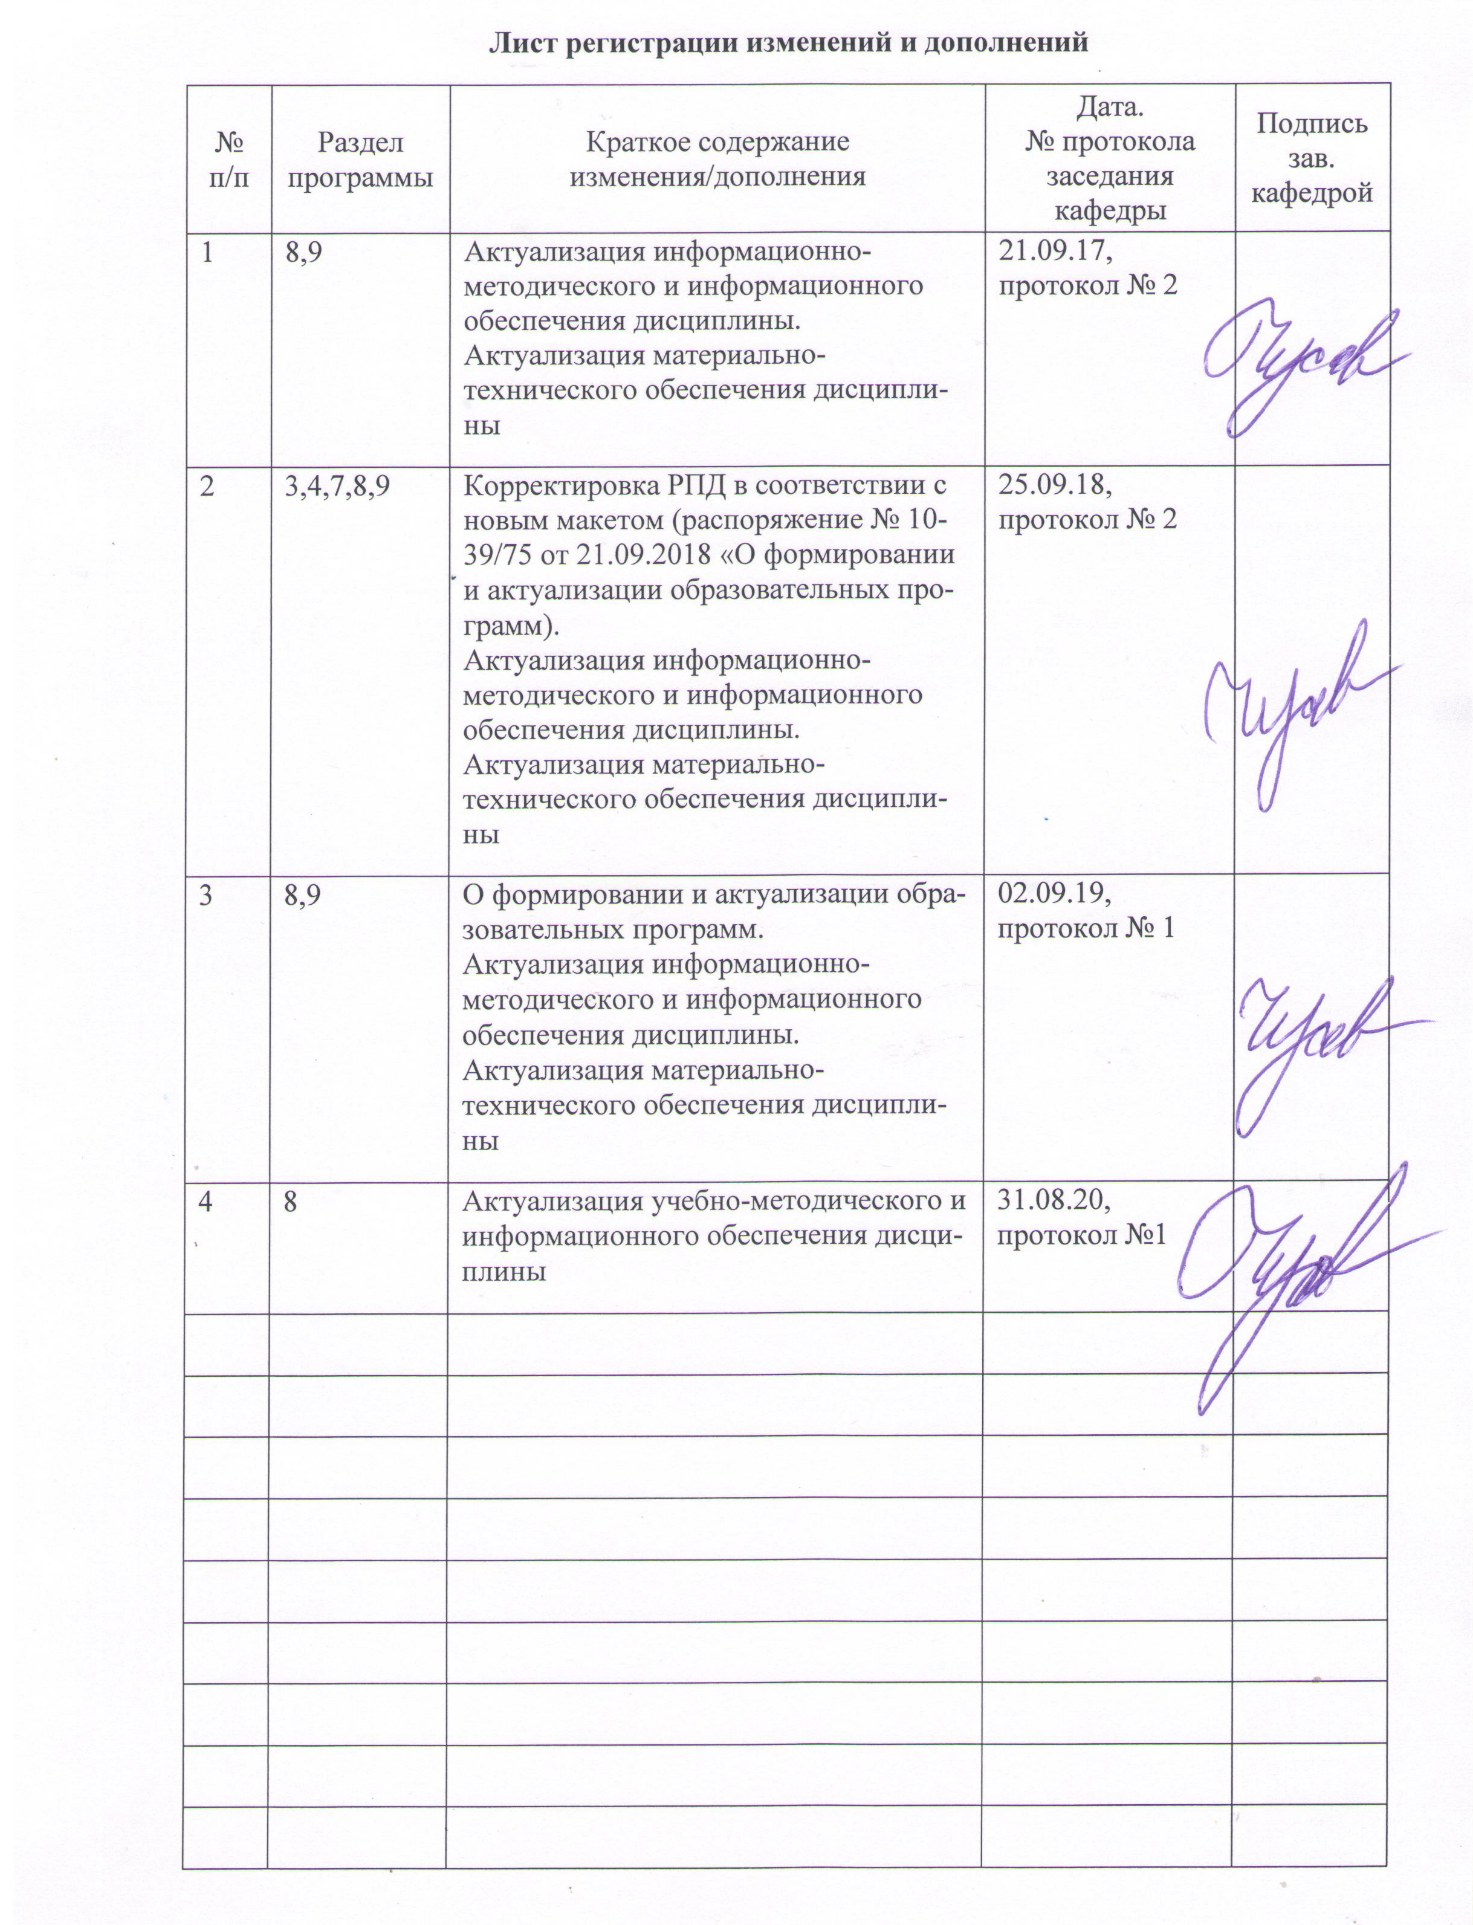 Лист регистрации изменений и дополнений
№
п/п
Раздел
программы
Краткое содержание
изменения/дополнения
Дата.
№ протокола
заседания
кафедры
Подпись
зав.
кафедрой
1
8,9
Актуализация информационно-
методического и информационного
обеспечения дисциплины.
Актуализация материально-
технического обеспечения дисципли-
ны
21.09.17,
протокол № 2
2
3,4,7,8,9
Корректировка РПД в соответствии с
новым макетом (распоряжение № 10-
39/75 от 21.09.2018 «О формировании
и актуализации образовательных про-
грамм).
Актуализация информационно-
методического и информационного
обеспечения дисциплины.
Актуализация материально-
технического обеспечения дисципли-
ны
25.09.18,
протокол № 2
3
8,9
О формировании и актуализации обра-
зовательных программ.
Актуализация информационно-
методического и информационного
обеспечения дисциплины.
Актуализация материально-
технического обеспечения дисципли-
ны
02.09.19,
протокол № 1
4
8
Актуализация учебно-методического и
информационного обеспечения дисци-
плины
31.08.20,
протокол №1